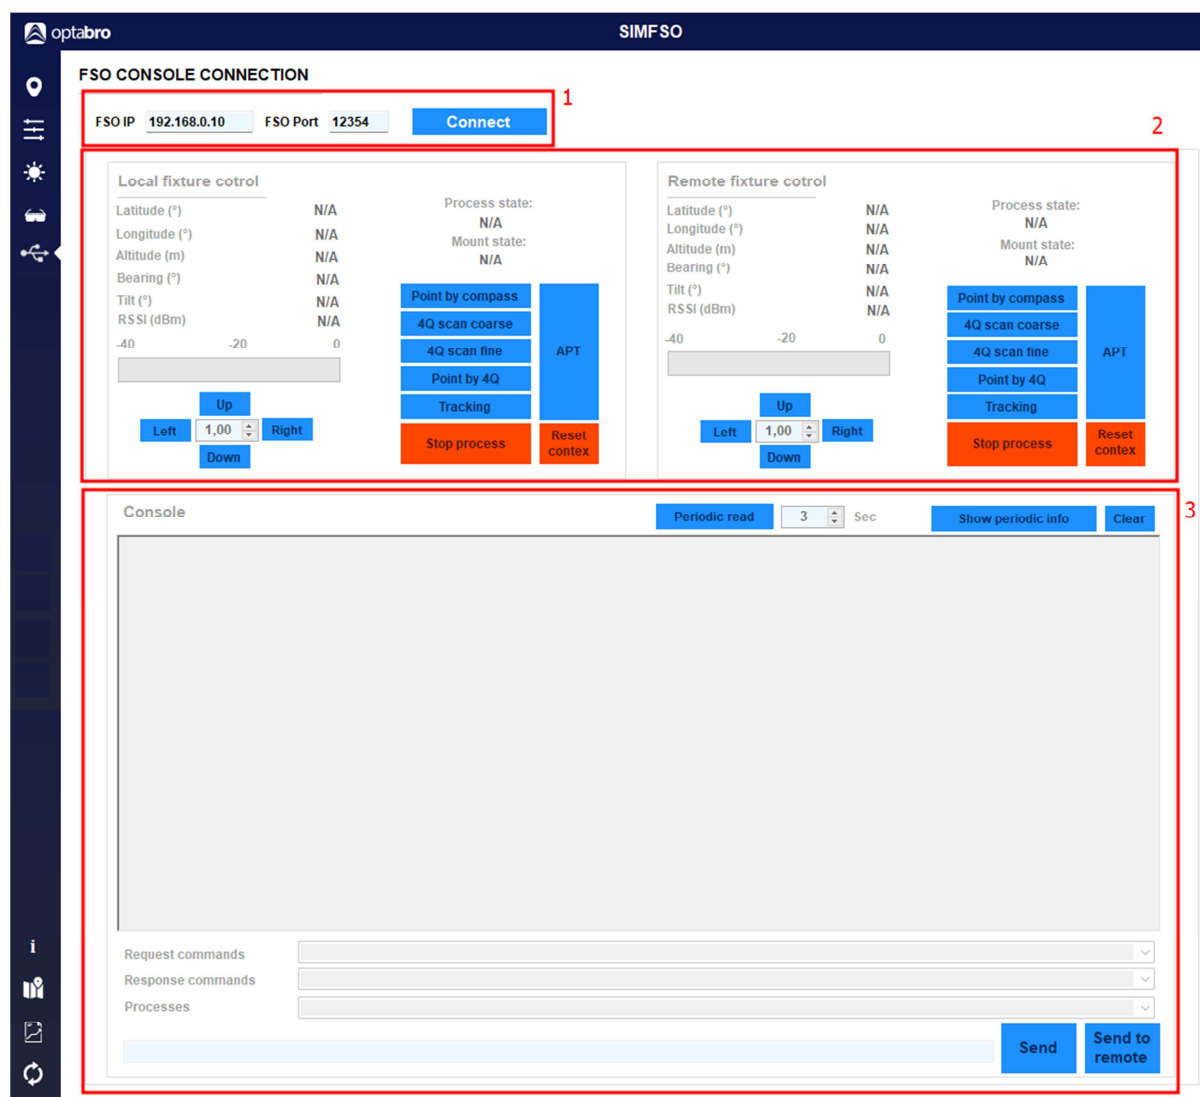 optabro
SIMFSO
FSO CONSOLE CONNECTION
1
FSO IP 192.168.0.10 FSO Port 12354 Connect
2
Local fixture cotrol
Latitude (°) N/A
Longitude (°) N/A
Altitude (m) N/A
Bearing (°) N/A
Tilt (°) N/A
RSSI (dBm) N/A
-40 -20 0
Up
Left 1,00 Right
Down
Process state:
N/A
Mount state:
N/A
Point by compass
4Q scan coarse
4Q scan fine
Point by 4Q
Tracking
APT
Stop process
Reset
contex
Remote fixture cotrol
Latitude (°) N/A
Longitude (°) N/A
Altitude (m) N/A
Bearing (°) N/A
Tilt (°) N/A
RSSI (dBm) N/A
-40 -20 0
Up
Left 1,00 Right
Down
Process state:
N/A
Mount state:
N/A
Point by compass
4Q scan coarse
4Q scan fine
Point by 4Q
Tracking
APT
Stop process
Reset
contex
3
Console Periodic read 3 Sec Show periodic info Clear
Request commands
Response commands
Processes
Send
Send to
remote
i